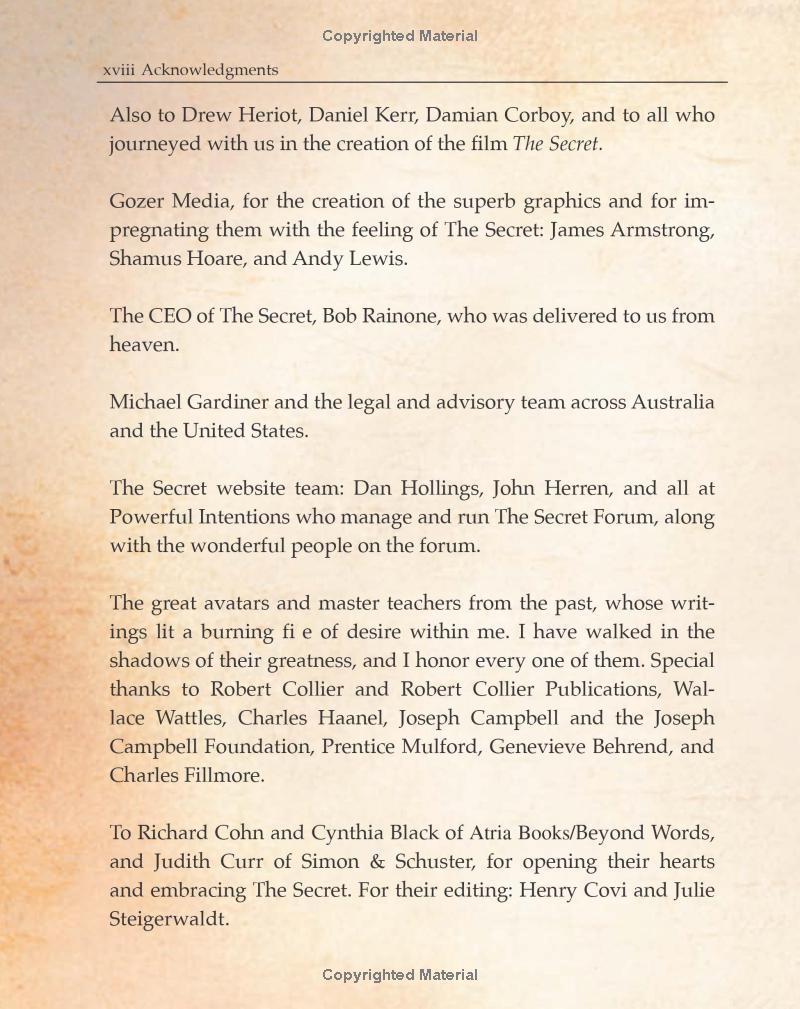 Copyrighted Material
xviii Acknowledgments
Also to Drew Heriot, Daniel Kerr, Damian Corboy, and to all who
journeyed with us in the creation of the film The Secret.
Gozer Media, for the creation of the superb graphics and for im-
pregnating them with the feeling of The Secret: James Armstrong,
Shamus Hoare, and Andy Lewis.
The CEO of The Secret, Bob Rainone, who was delivered to us from
heaven.
Michael Gardiner and the legal and advisory team across Australia
and the United States.
The Secret website team: Dan Hollings, John Herren, and all at
Powerful Intentions who manage and run The Secret Forum, along
with the wonderful people on the forum.
The great avatars and master teachers from the past, whose writ-
ings lit a burning fi e of desire within me. I have walked in the
shadows of their greatness, and I honor every one of them. Special
thanks to Robert Collier and Robert Collier Publications, Wal-
lace Wattles, Charles Haanel, Joseph Campbell and the Joseph
Campbell Foundation, Prentice Mulford, Genevieve Behrend, and
Charles Fillmore.
To Richard Cohn and Cynthia Black of Atria Books/Beyond Words,
and Judith Curr of Simon & Schuster, for opening their hearts
and embracing The Secret. For their editing: Henry Covi and Julie
Steigerwaldt.
Copyrighted Material